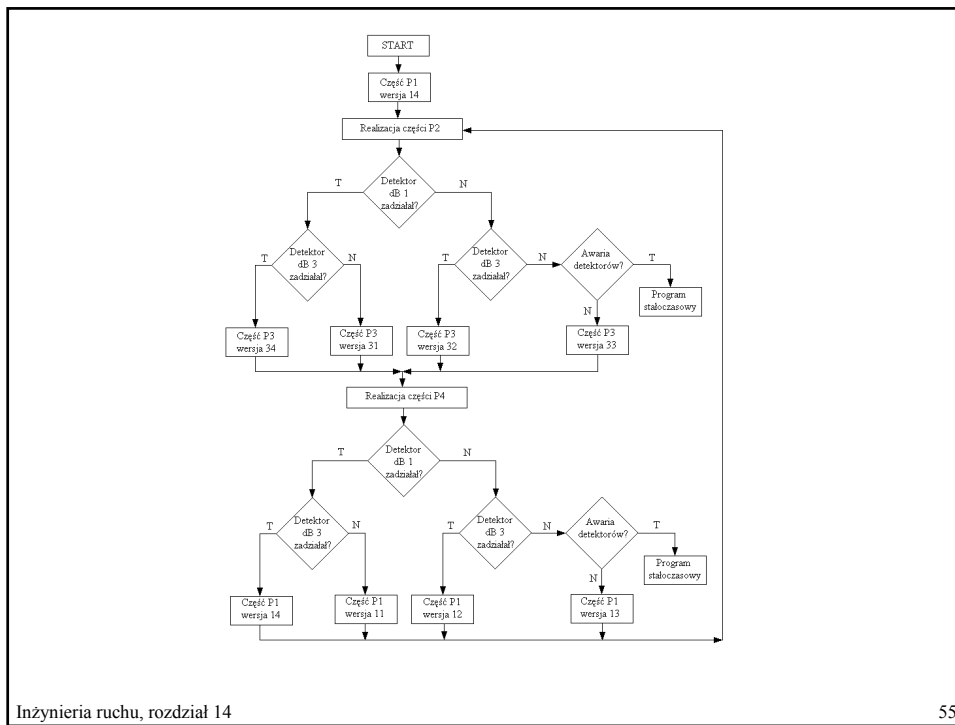 START
Część P1
wersja 14
Realizacja części P2
Detektor
dB 1
zadziałał?
T
N
Detektor
dB 3
zadziałał?
T
N
Detektor
dB 3
zadziałał?
T
N
Awaria
detektorów?
T
N
Program
stałoczasowy
Część P3
wersja 34
Część P3
wersja 31
Część P3
wersja 32
Część P3
wersja 33
Realizacja części P4
Detektor
dB 1
zadziałał?
T
N
Detektor
dB 3
zadziałał?
T
N
Detektor
dB 3
zadziałał?
T
N
Awaria
detektorów?
T
N
Program
stałoczasowy
Część P1
wersja 14
Część P1
wersja 11
Część P1
wersja 12
Część P1
wersja 13
Inżynieria ruchu, rozdział 14
55